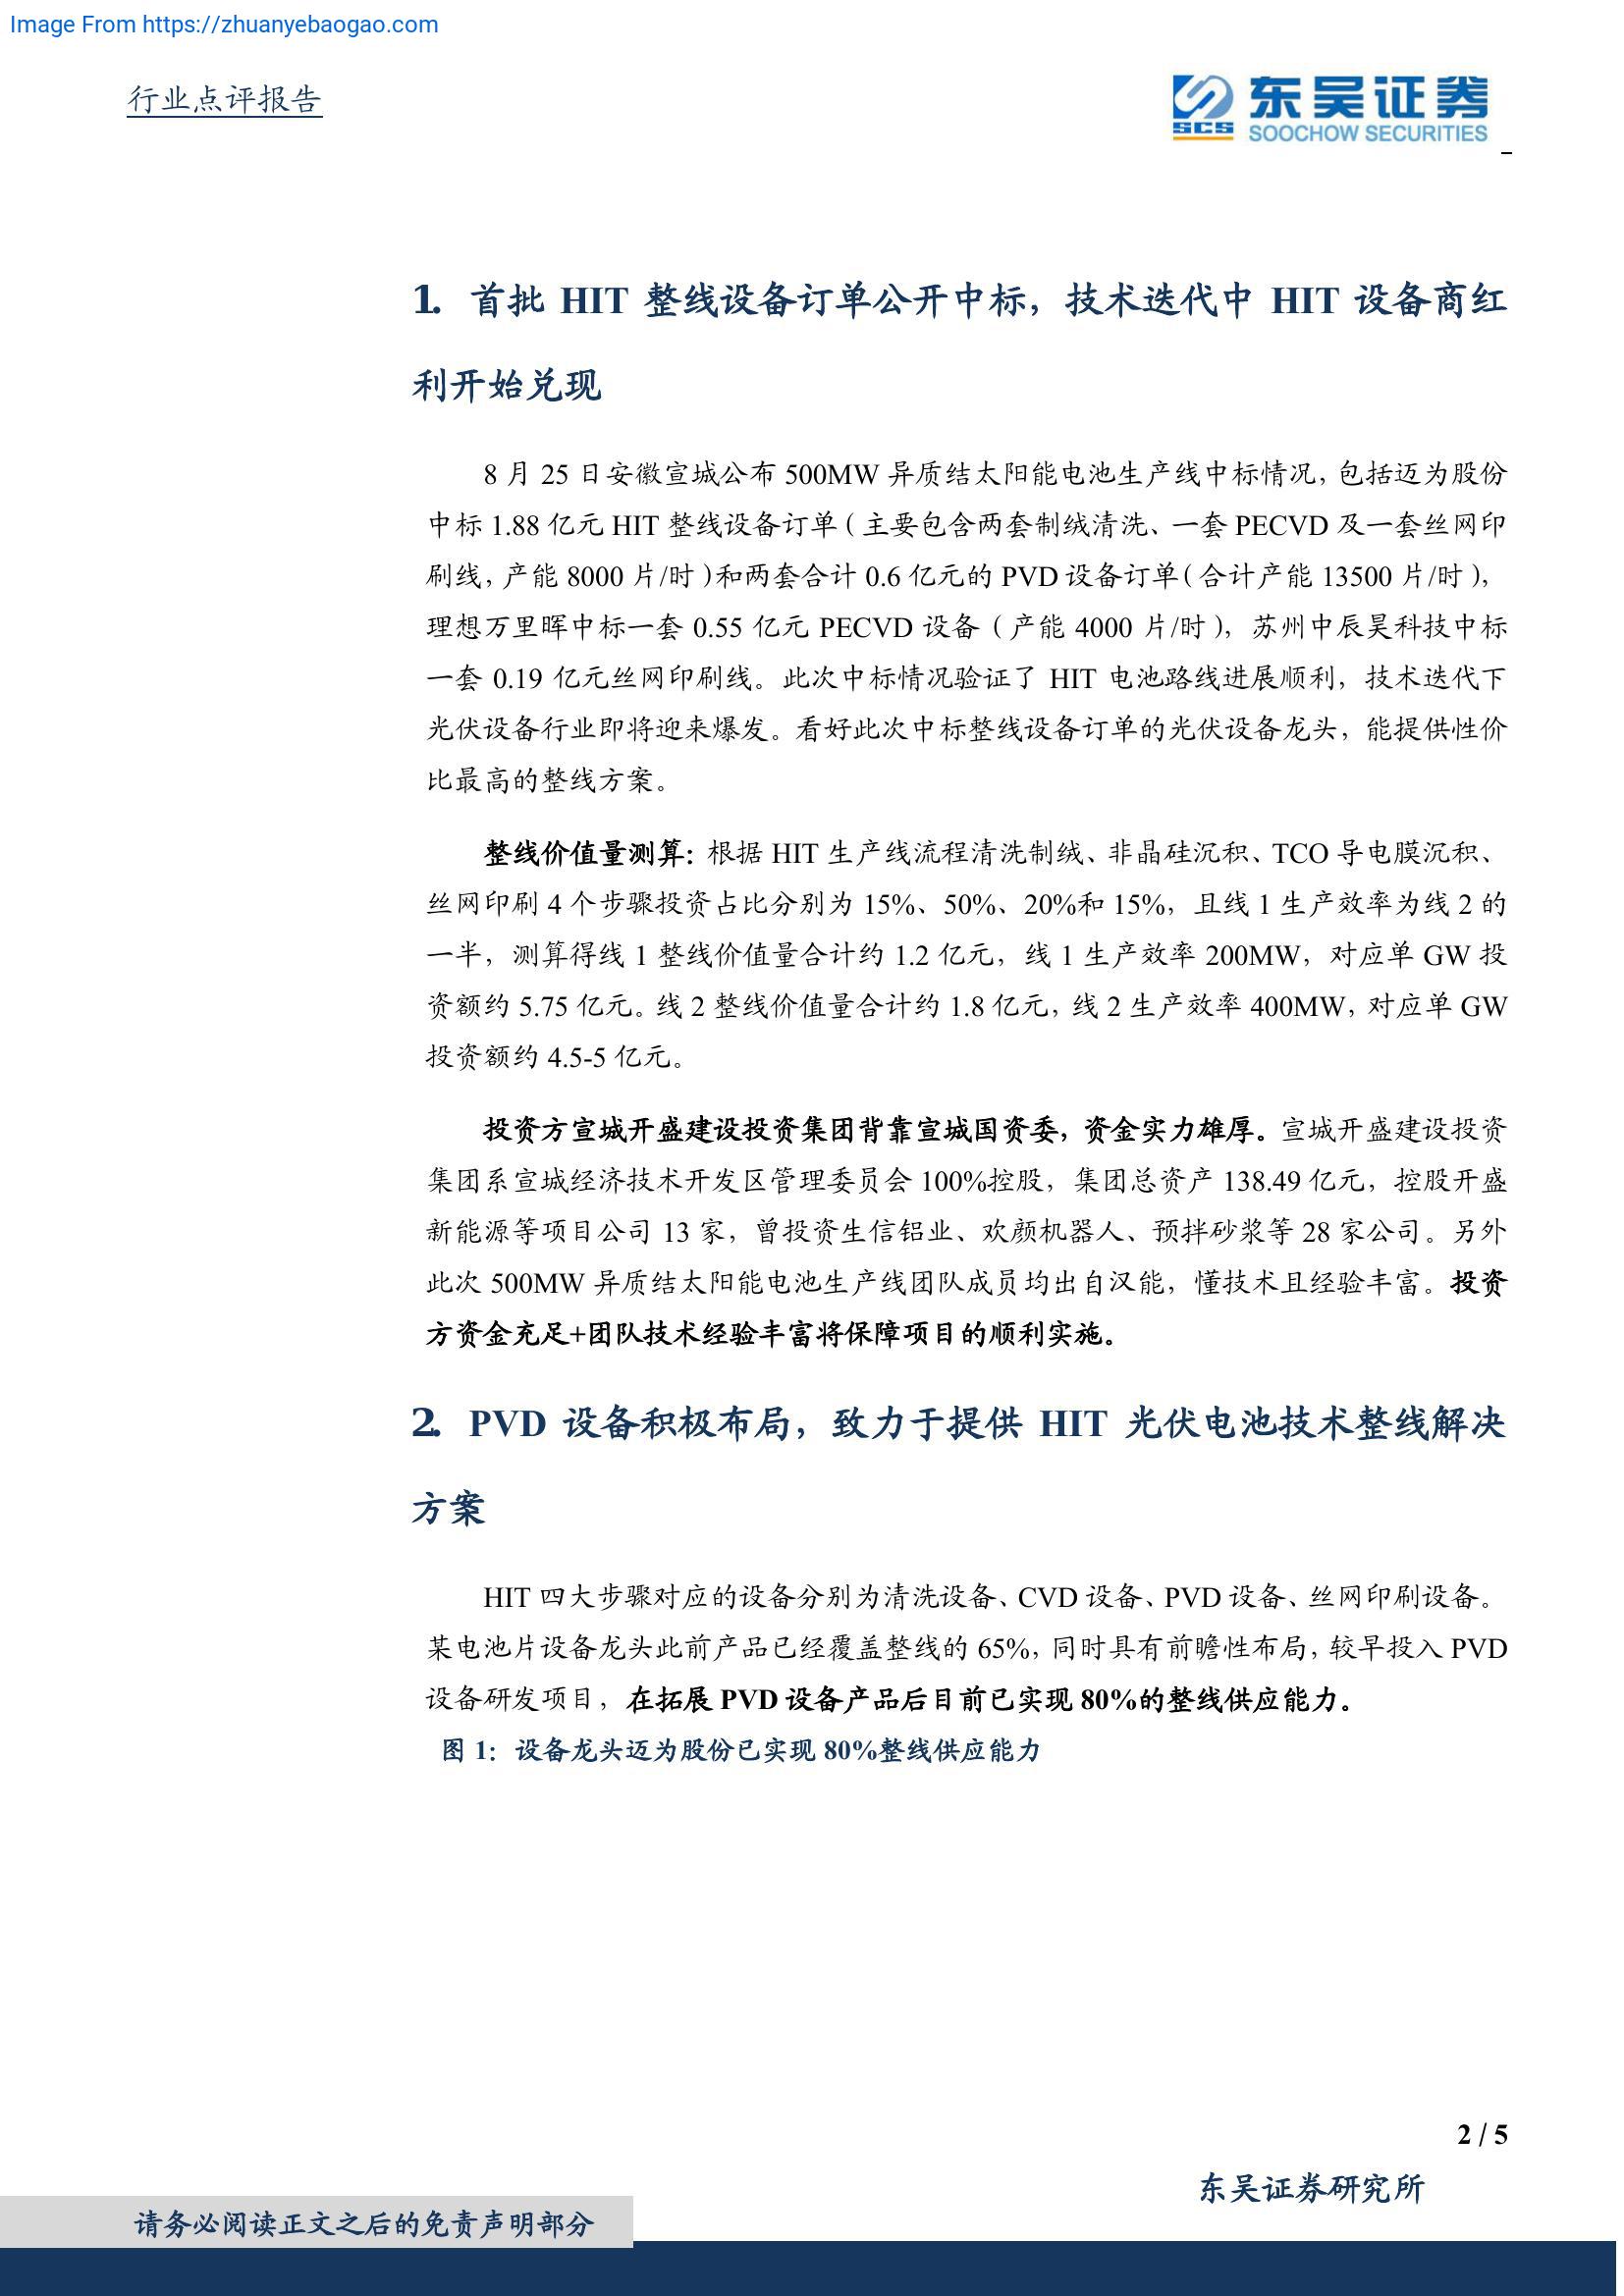 Image From https://zhuanyebaogao.com
行业点评报告
SCS
东吴证券
SOOCHOW SECURITIES
1. 首批 HIT 整线设备订单公开中标，技术迭代中 HIT 设备商红
利开始兑现
8 月 25 日安徽宣城公布 500MW 异质结太阳能电池生产线中标情况，包括迈为股份
中标 1.88 亿元 HIT 整线设备订单（主要包含两套制绒清洗、一套 PECVD 及一套丝网印
刷线，产能 8000 片/时）和两套合计 0.6 亿元的 PVD 设备订单（合计产能 13500 片/时），
理想万里晖中标一套 0.55 亿元 PECVD 设备（产能 4000 片/时），苏州中辰昊科技中标
一套 0.19 亿元丝网印刷线。此次中标情况验证了 HIT 电池路线进展顺利，技术迭代下
光伏设备行业即将迎来爆发。看好此次中标整线设备订单的光伏设备龙头，能提供性价
比最高的整线方案。
整线价值量测算：根据 HIT 生产线流程清洗制绒、非晶硅沉积、TCO 导电膜沉积、
丝网印刷 4 个步骤投资占比分别为 15%、50%、20%和 15%，且线 1 生产效率为线 2 的
一半，测算得线 1 整线价值量合计约 1.2 亿元，线 1 生产效率 200MW，对应单 GW 投
资额约 5.75 亿元。线 2 整线价值量合计约 1.8 亿元，线 2 生产效率 400MW，对应单 GW
投资额约 4.5-5 亿元。
投资方宣城开盛建设投资集团背靠宣城国资委，资金实力雄厚。宣城开盛建设投资
集团系宣城经济技术开发区管理委员会 100%控股，集团总资产 138.49 亿元，控股开盛
新能源等项目公司 13 家，曾投资生信铝业、欢颜机器人、预拌砂浆等 28 家公司。另外
此次 500MW 异质结太阳能电池生产线团队成员均出自汉能，懂技术且经验丰富。投资
方资金充足+团队技术经验丰富将保障项目的顺利实施。
2. PVD 设备积极布局，致力于提供 HIT 光伏电池技术整线解决
方案
HIT 四大步骤对应的设备分别为清洗设备、CVD 设备、PVD 设备、丝网印刷设备。
某电池片设备龙头此前产品已经覆盖整线的 65%，同时具有前瞻性布局，较早投入 PVD
设备研发项目，在拓展 PVD 设备产品后目前已实现 80%的整线供应能力。
图 1：设备龙头迈为股份已实现 80%整线供应能力
2 / 5
东吴证券研究所
请务必阅读正文之后的免责声明部分